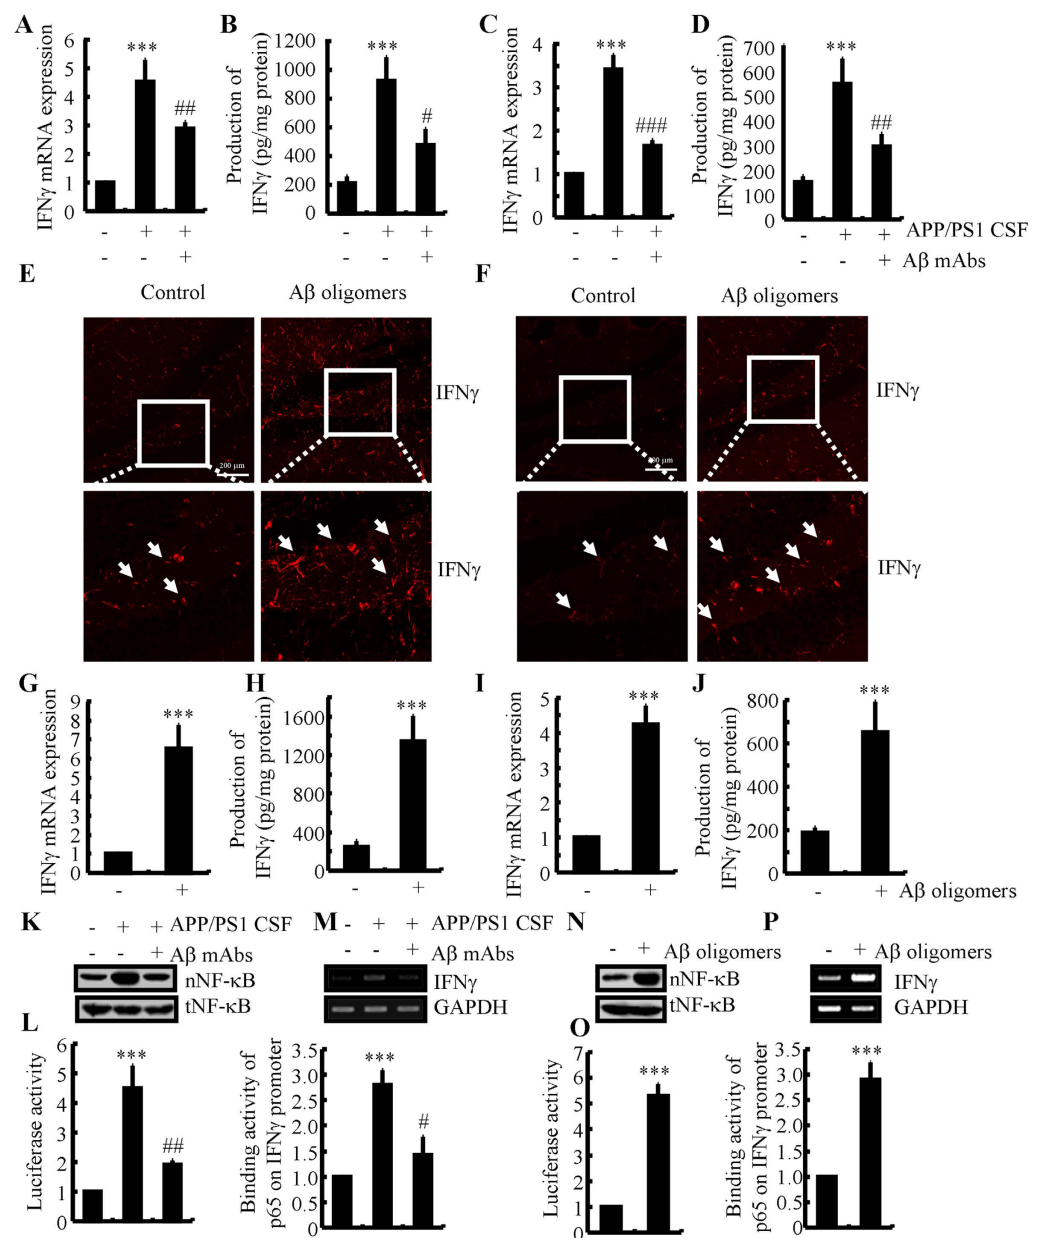 A
B
C
D
IFNγ mRNA expression
6
5
4
3
2
1
0
***
##
Production of
IFNγ (pg/mg protein)
1200
1000
800
600
400
200
0
***
#
IFNγ mRNA expression
4
3
2
1
0
***
###
Production of
IFNγ (pg/mg protein)
700
600
500
400
300
200
100
0
***
##
- + + - + + - + + - + + APP/PS1 CSF
- - + - - + - - + - - + Aβ mAbs
E
F
Control Aβ oligomers
Control Aβ oligomers
IFNγ
200 μm
IFNγ
IFNγ
IFNγ
G
H
I
J
IFNγ mRNA expression
9
8
7
6
5
4
3
2
1
0
***
- +
Production of
IFNγ (pg/mg protein)
1600
1200
800
400
0
***
- +
IFNγ mRNA expression
5
4
3
2
1
0
***
- +
Production of
IFNγ (pg/mg protein)
800
600
400
200
0
***
- + Aβ oligomers
K
- + + APP/PS1 CSF
- - + Aβ mAbs
nNF-κB
tNF-κB
M
- + + APP/PS1 CSF
- - + Aβ mAbs
IFNγ
GAPDH
N
- + Aβ oligomers
nNF-κB
tNF-κB
P
- + Aβ oligomers
IFNγ
GAPDH
L
Luciferase activity
6
5
4
3
2
1
0
***
##
Binding activity of
p65 on IFNγ promoter
3.5
3.0
2.5
2.0
1.5
1.0
0.5
0
***
#
O
Luciferase activity
7
6
5
4
3
2
1
0
***
Binding activity of
p65 on IFNγ promoter
3.5
3.0
2.5
2.0
1.5
1.0
0.5
0
***